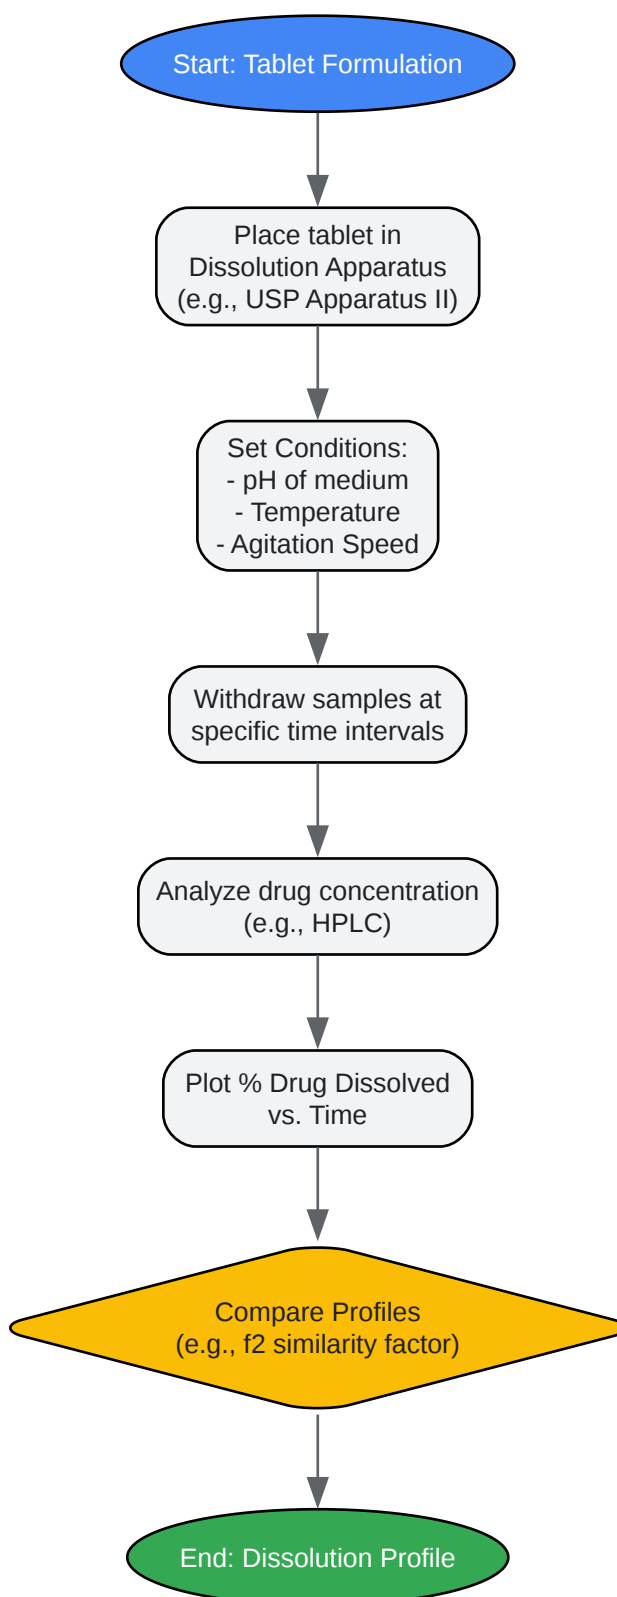 Start: Tablet Formulation
Place tablet in
Dissolution Apparatus
(e.g., USP Apparatus II)
Set Conditions:
- pH of medium
- Temperature
- Agitation Speed
Withdraw samples at
specific time intervals
Analyze drug concentration
(e.g., HPLC)
Plot % Drug Dissolved
vs. Time
Compare Profiles
(e.g., f2 similarity factor)
End: Dissolution Profile